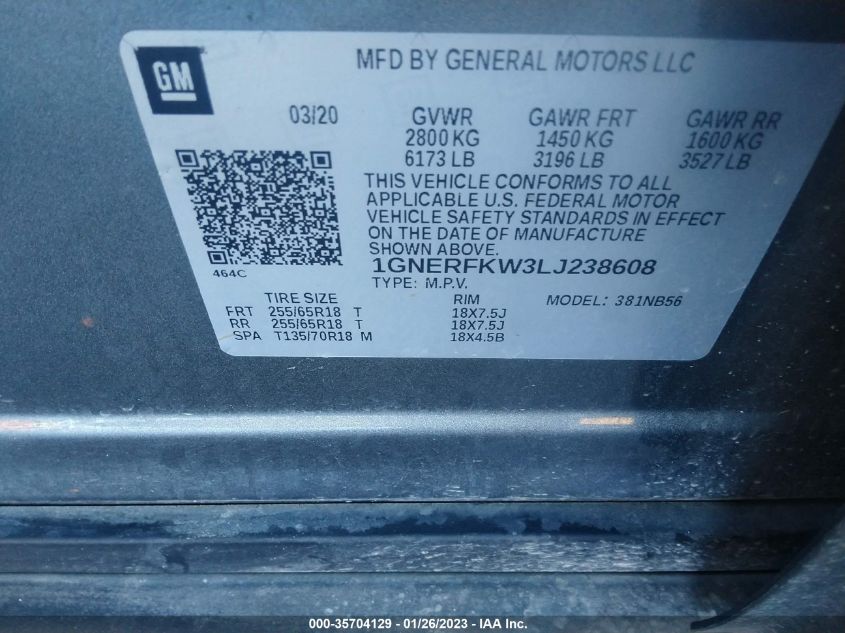 GM
MFD BY GENERAL MOTORS LLC
03/20 GVWR GAWR FRT GAWR RR
2800 KG 1450 KG 1600 KG
6173 LB 3196 LB 3527 LB
THIS VEHICLE CONFORMS TO ALL
APPLICABLE U.S. FEDERAL MOTOR
VEHICLE SAFETY STANDARDS IN EFFECT
ON THE DATE OF MANUFACTURE
SHOWN ABOVE.
464C 1GNERFKW3LJ238608
TYPE: M.P.V.
TIRE SIZE RIM MODEL: 381NB56
FRT 255/65R18 T 18X7.5J
RR 255/65R18 T 18X7.5J
SPA T135/70R18 M 18X4.5B
000-35704129 - 01/26/2023 - IAA Inc.